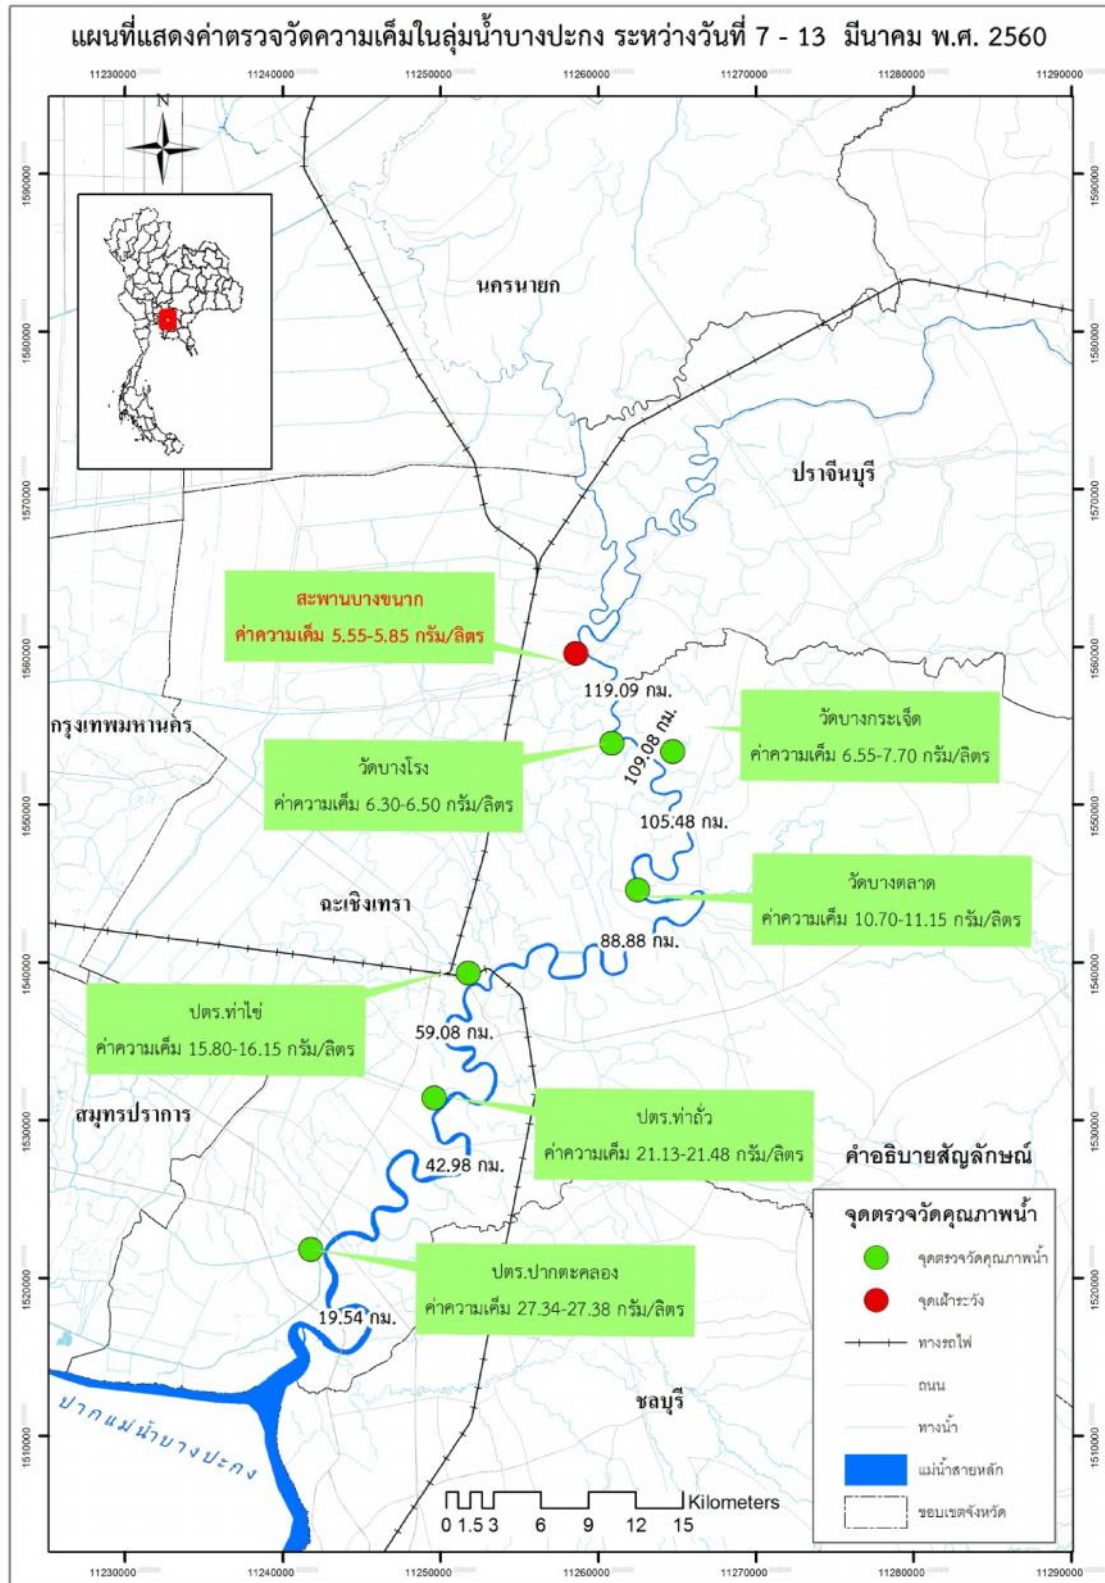 แผนที่แสดงค่าตรวจวัดความเค็มในลุ่มน้ำบางปะกง ระหว่างวันที่ 7 - 13 มีนาคม พ.ศ. 2560
11230000 11240000 11250000 11260000 11270000 11280000 11290000
N
1590000
1590000
นครนายก
1580000
1580000
ปราจีนบุรี
1570000
1570000
สะพานบางขนาก
ค่าความเค็ม 5.55-5.85 กรัม/ลิตร
1560000
1560000
119.09 กม.
กรุงเทพมหานคร
วัดบางกระเจ็ด
ค่าความเค็ม 6.55-7.70 กรัม/ลิตร
109.08 กม.
วัดบางโรง
ค่าความเค็ม 6.30-6.50 กรัม/ลิตร
1550000
1550000
105.48 กม.
วัดบางตลาด
ค่าความเค็ม 10.70-11.15 กรัม/ลิตร
ฉะเชิงเทรา
88.88 กม.
1540000
1540000
ปตร.ท่าไข่
ค่าความเค็ม 15.80-16.15 กรัม/ลิตร
59.08 กม.
สมุทรปราการ
1530000
1530000
ปตร.ท่าถั่ว
ค่าความเค็ม 21.13-21.48 กรัม/ลิตร
42.98 กม.
ปตร.ปากตะคลอง
ค่าความเค็ม 27.34-27.38 กรัม/ลิตร
1520000
1520000
19.54 กม.
ชลบุรี
ปากแม่น้ำบางปะกง
1510000
1510000
คำอธิบายสัญลักษณ์
จุดตรวจวัดคุณภาพน้ำ
จุดตรวจวัดคุณภาพน้ำ
จุดเฝ้าระวัง
ทางรถไฟ
ถนน
ทางน้ำ
แม่น้ำสายหลัก
ขอบเขตจังหวัด
Kilometers
0 1.5 3 6 9 12 15
11230000 11240000 11250000 11260000 11270000 11280000 11290000